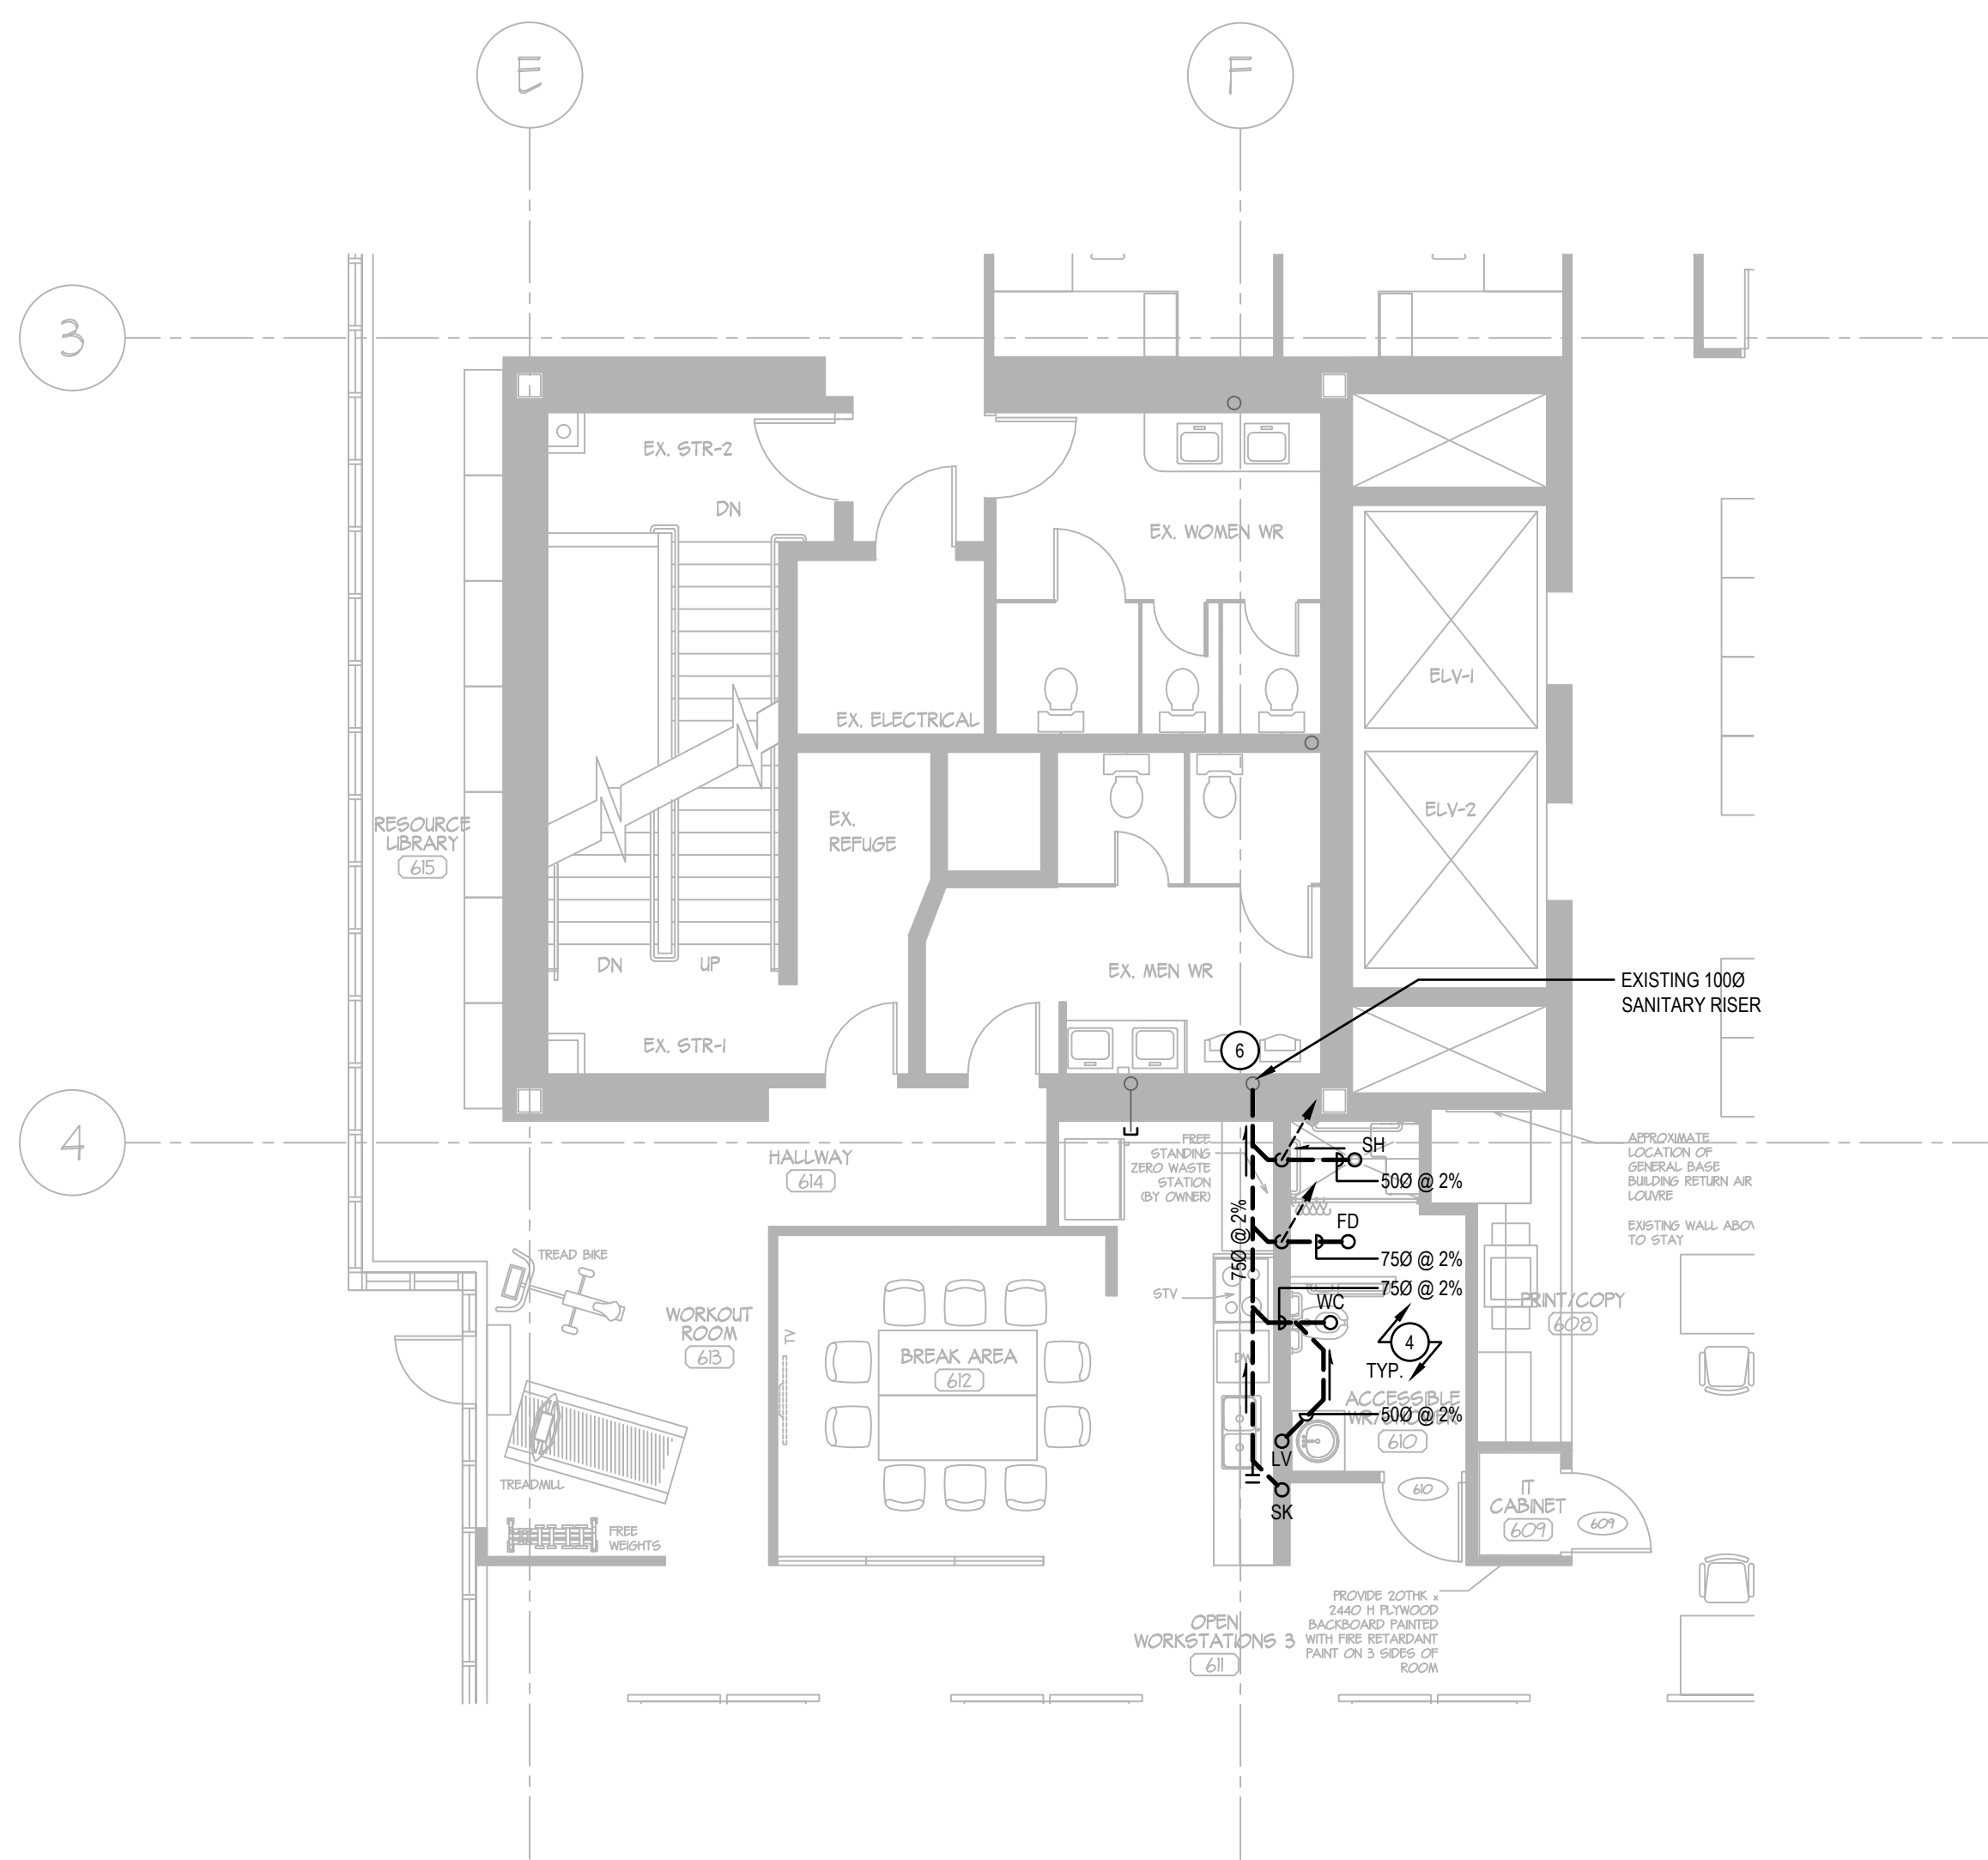 E
F
3
EX. STR-2
DN
EX. WOMEN WR
ELV-1
EX. ELECTRICAL
ELV-2
EX.
REFUGE
RESOURCE
LIBRARY
615
DN
UP
EX. MEN WR
EXISTING 100Ø
SANITARY RISER
EX. STR-1
6
4
HALLWAY
614
FREE
STANDING
ZERO WASTE
STATION
(BY OWNER)
SH
50Ø @ 2%
APPROXIMATE
LOCATION OF
GENERAL BASE
BUILDING RETURN AIR
LOUVRE
EXISTING WALL ABOV
TO STAY
75Ø @ 2%
FD
75Ø @ 2%
75Ø @ 2%
TREAD BIKE
STV
WC
PRINT/COPY
608
WORKOUT
ROOM
613
TV
BREAK AREA
612
DW
4
TYP.
ACCESSIBLE
WR/SHOWER
610
50Ø @ 2%
LV
SK
TREADMILL
610
IT
CABINET
609
609
FREE
WEIGHTS
PROVIDE 20THK x
2440 H PLYWOOD
BACKBOARD PAINTED
WITH FIRE RETARDANT
PAINT ON 3 SIDES OF
ROOM
OPEN
WORKSTATIONS 3
611